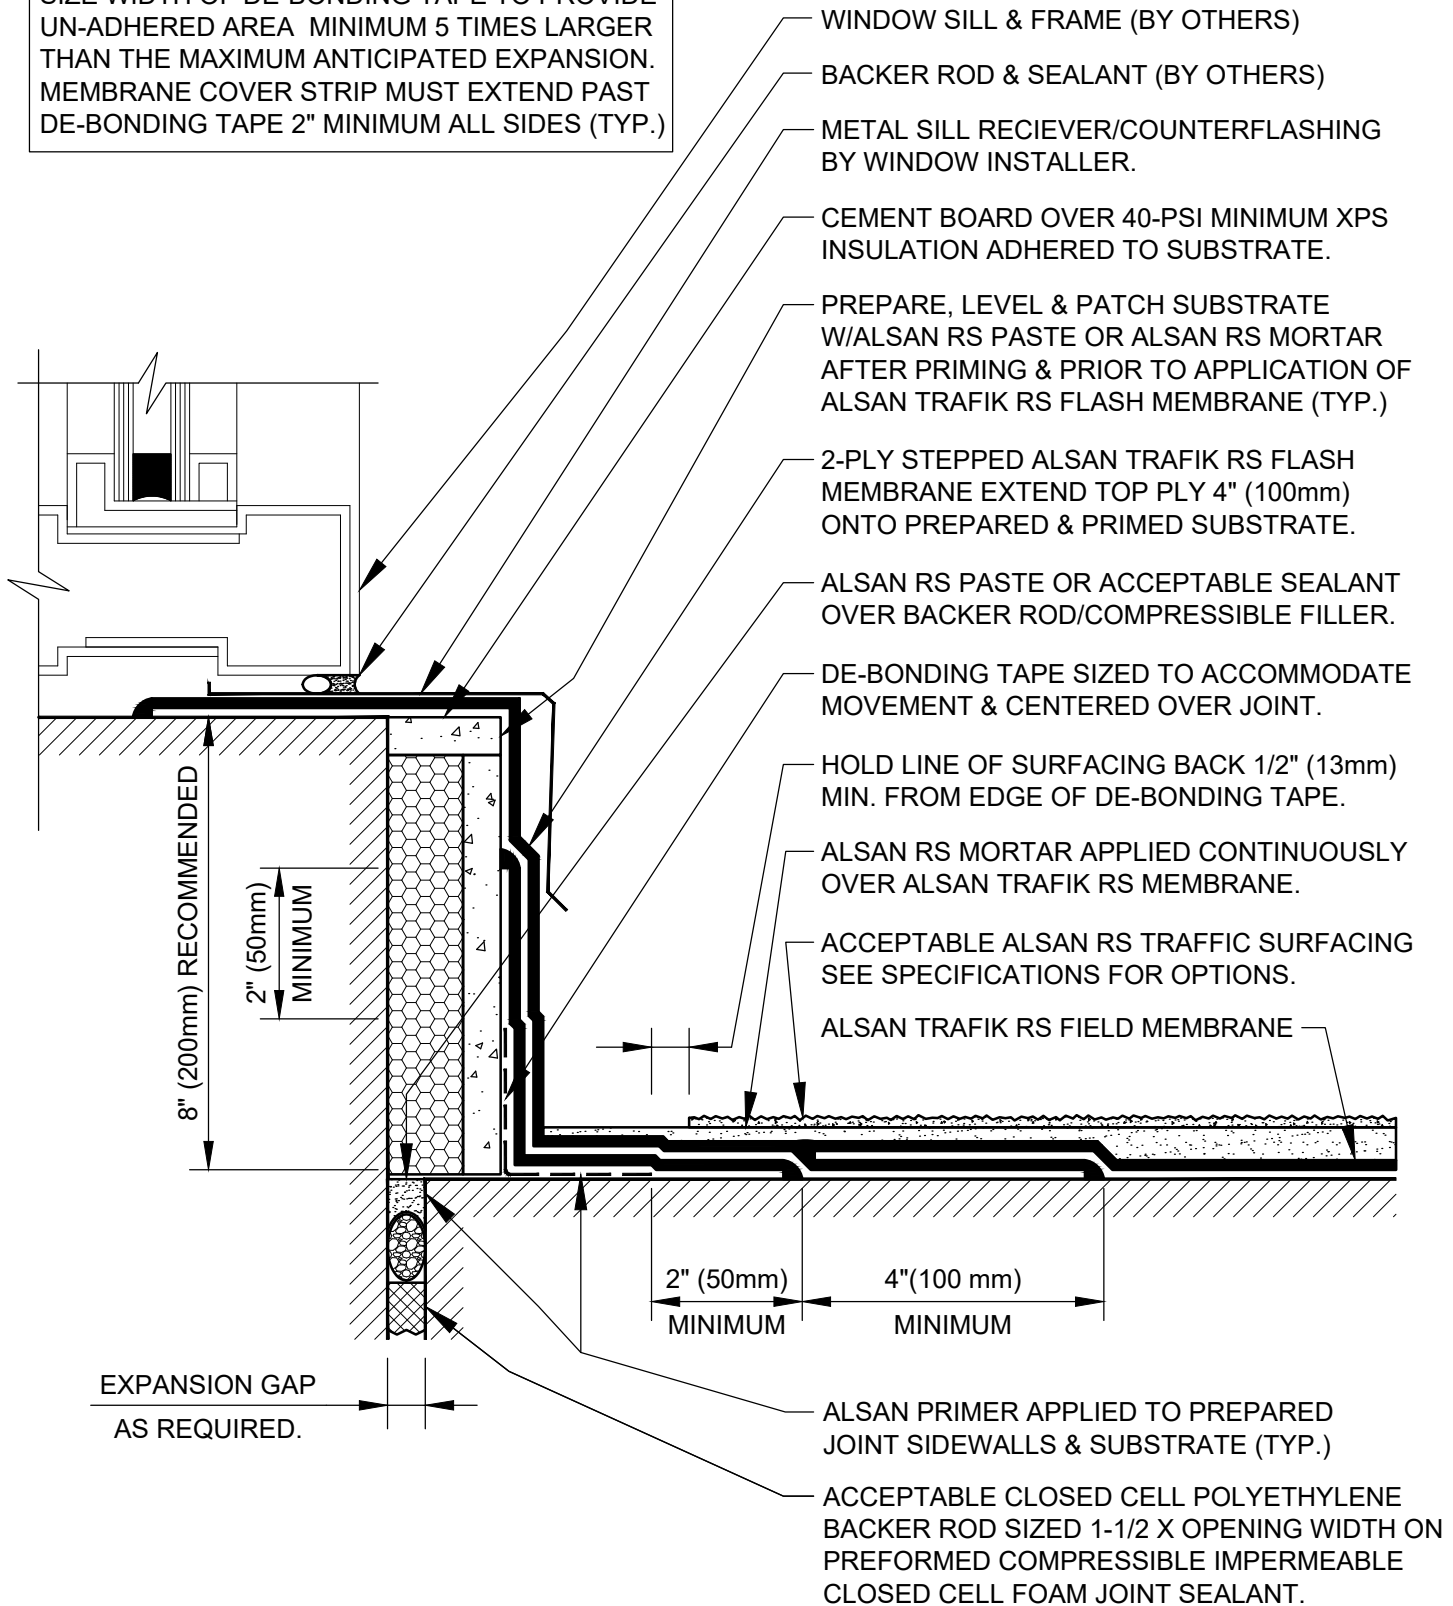 SIZE WIDTH OF DE-BONDING TAPE TO PROVIDE
UN-ADHERED AREA MINIMUM 5 TIMES LARGER
THAN THE MAXIMUM ANTICIPATED EXPANSION.
MEMBRANE COVER STRIP MUST EXTEND PAST
DE-BONDING TAPE 2" MINIMUM ALL SIDES (TYP.)
WINDOW SILL & FRAME (BY OTHERS)
BACKER ROD & SEALANT (BY OTHERS)
METAL SILL RECIEVER/COUNTERFLASHING
BY WINDOW INSTALLER.
CEMENT BOARD OVER 40-PSI MINIMUM XPS
INSULATION ADHERED TO SUBSTRATE.
PREPARE, LEVEL & PATCH SUBSTRATE
W/ALSAN RS PASTE OR ALSAN RS MORTAR
AFTER PRIMING & PRIOR TO APPLICATION OF
ALSAN TRAFIK RS FLASH MEMBRANE (TYP.)
2-PLY STEPPED ALSAN TRAFIK RS FLASH
MEMBRANE EXTEND TOP PLY 4" (100mm)
ONTO PREPARED & PRIMED SUBSTRATE.
ALSAN RS PASTE OR ACCEPTABLE SEALANT
OVER BACKER ROD/COMPRESSIBLE FILLER.
DE-BONDING TAPE SIZED TO ACCOMMODATE
MOVEMENT & CENTERED OVER JOINT.
HOLD LINE OF SURFACING BACK 1/2" (13mm)
MIN. FROM EDGE OF DE-BONDING TAPE.
ALSAN RS MORTAR APPLIED CONTINUOUSLY
OVER ALSAN TRAFIK RS MEMBRANE.
ACCEPTABLE ALSAN RS TRAFFIC SURFACING
SEE SPECIFICATIONS FOR OPTIONS.
ALSAN TRAFIK RS FIELD MEMBRANE
8" (200mm) RECOMMENDED
2" (50mm)
MINIMUM
2" (50mm)
MINIMUM
4"(100 mm)
MINIMUM
EXPANSION GAP
AS REQUIRED.
ALSAN PRIMER APPLIED TO PREPARED
JOINT SIDEWALLS & SUBSTRATE (TYP.)
ACCEPTABLE CLOSED CELL POLYETHYLENE
BACKER ROD SIZED 1-1/2 X OPENING WIDTH ON
PREFORMED COMPRESSIBLE IMPERMEABLE
CLOSED CELL FOAM JOINT SEALANT.